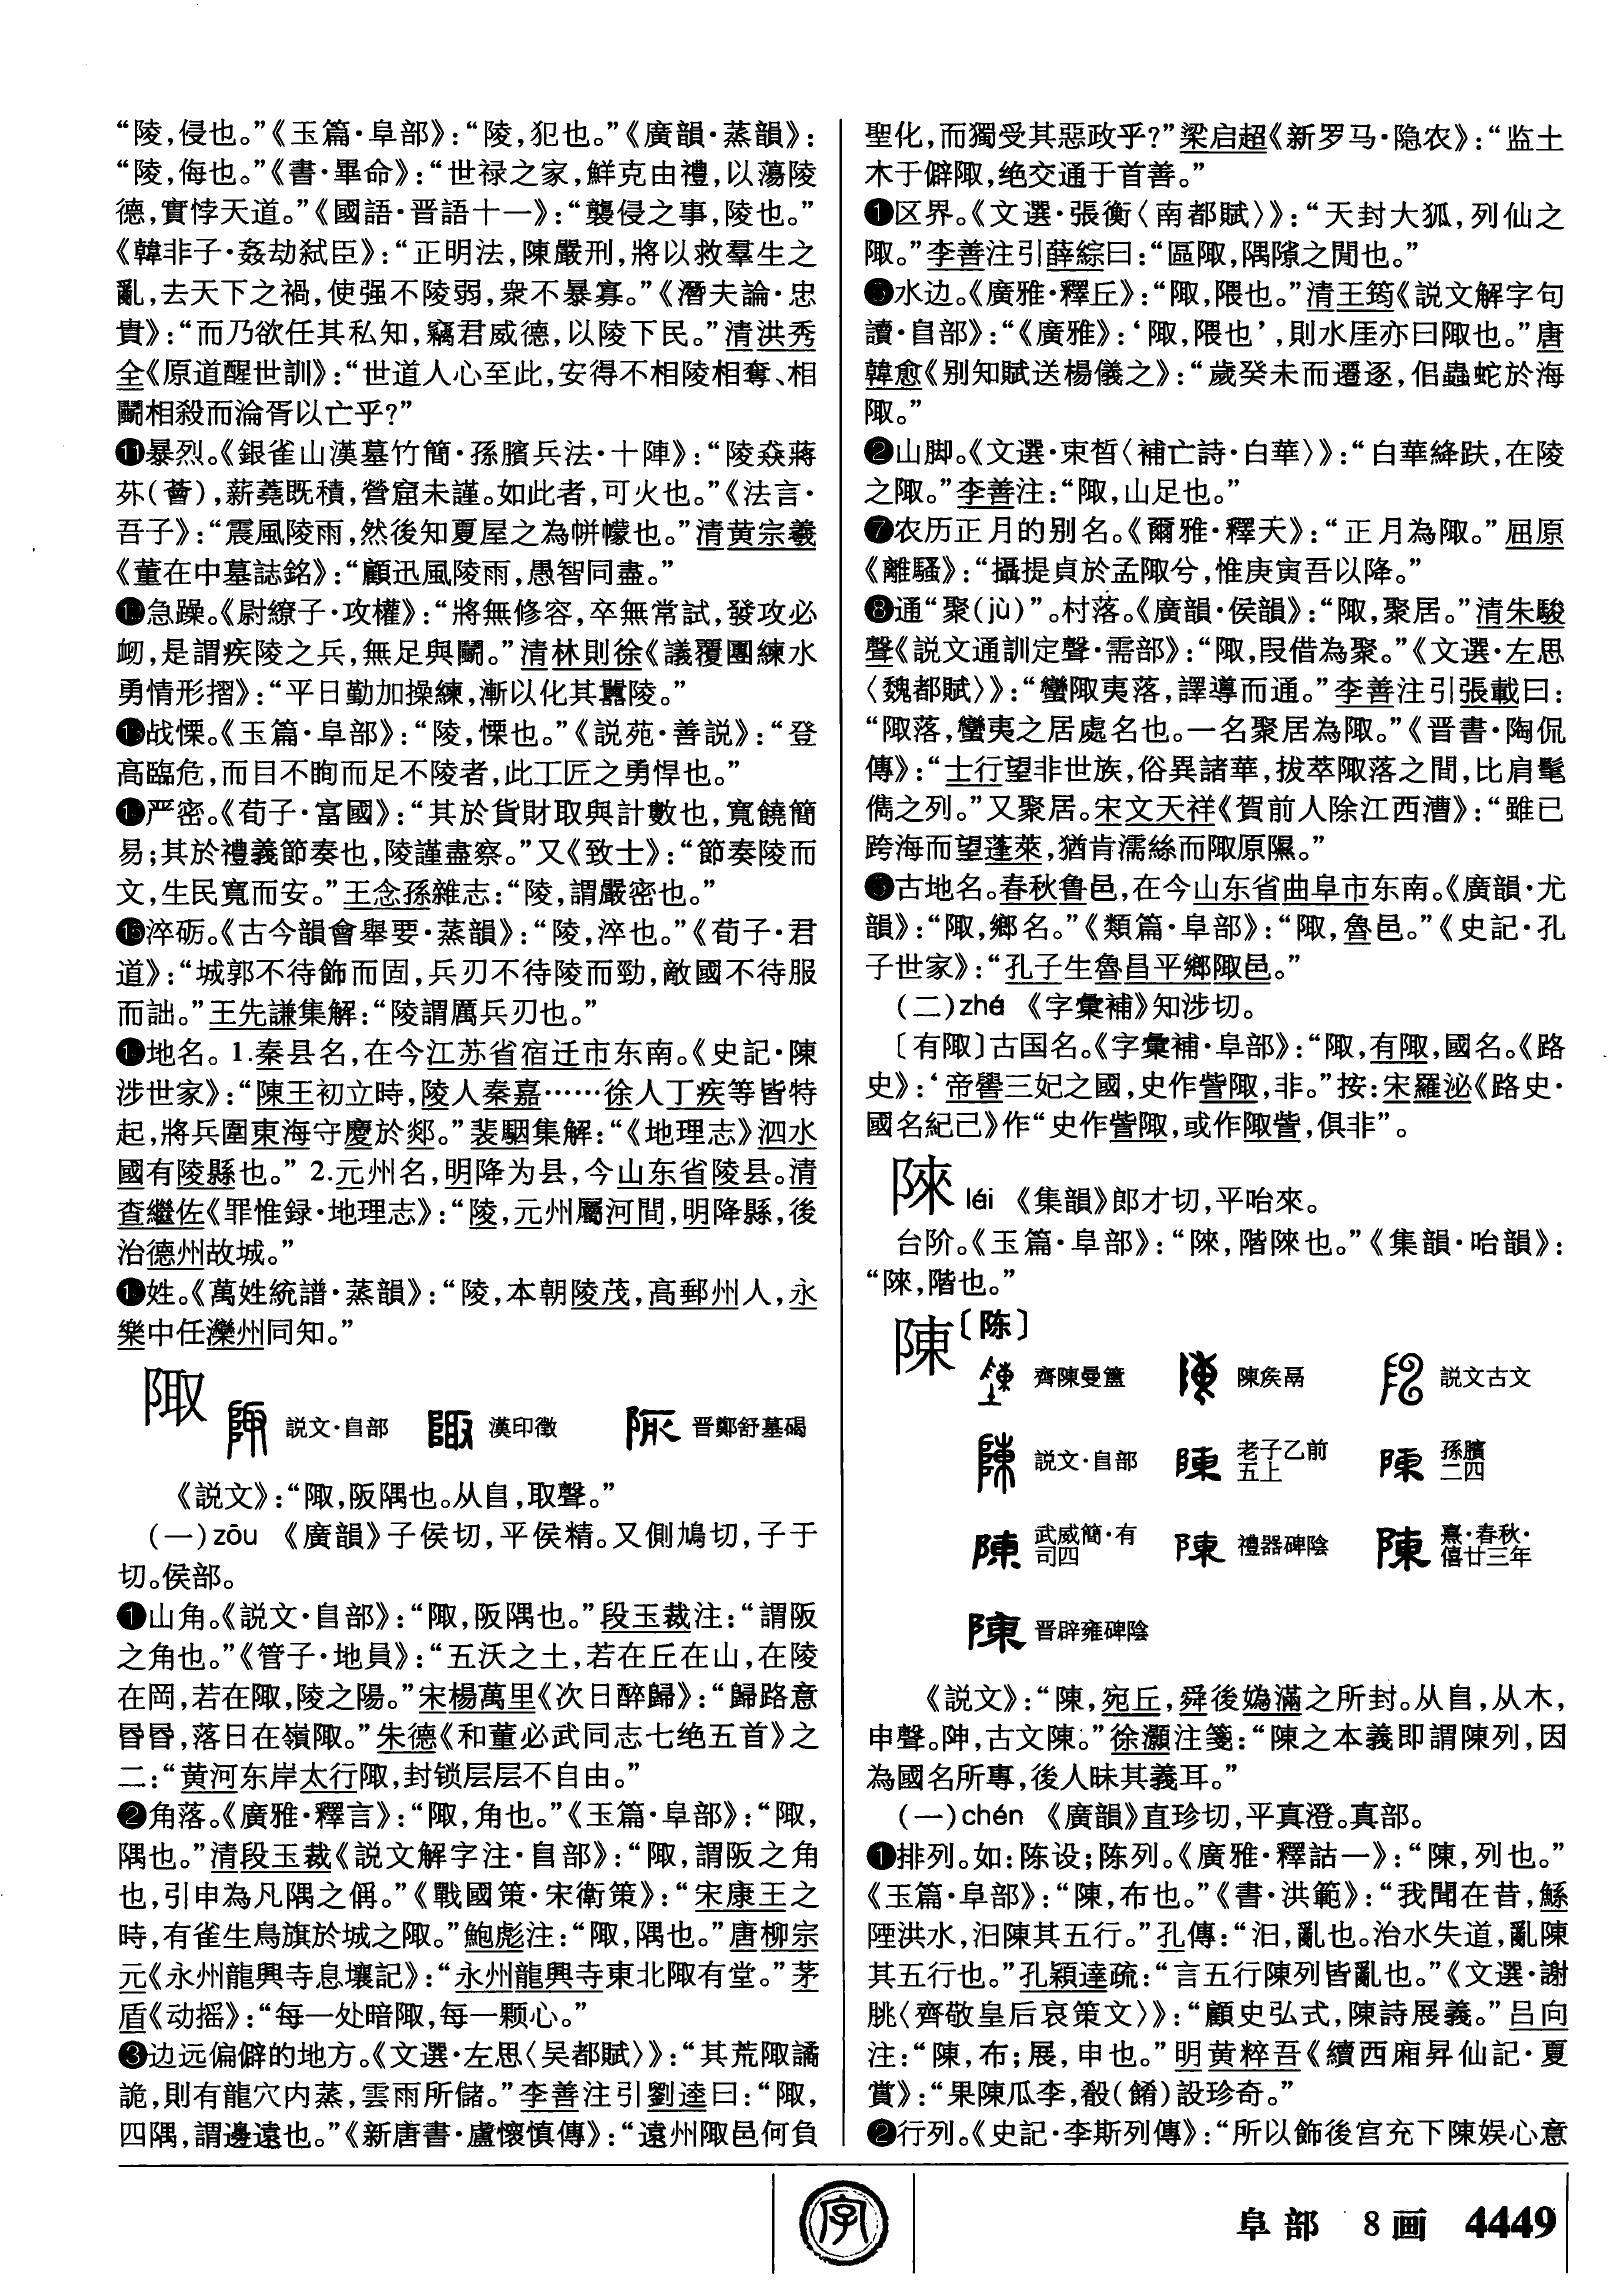 “陵，侵也。”《玉篇·阜部》：“陵，犯也。”《廣韻·蒸韻》：
“陵，侮也。”《書·畢命》：“世禄之家，鮮克由禮，以蕩陵
德，實悖天道。”《國語·晋語十一》：“襲侵之事，陵也。”
《韓非子·姦劫弑臣》：“正明法，陳嚴刑，將以救羣生之
亂，去天下之禍，使强不陵弱，衆不暴寡。”《潛夫論·忠
貴》：“而乃欲任其私知，竊君威德，以陵下民。”清洪秀
全《原道醒世訓》：“世道人心至此，安得不相陵相奪、相
鬭相殺而淪胥以亡乎？”
⓫暴烈。《銀雀山漢墓竹簡·孫臏兵法·十陣》：“陵猋蔣
芥（薈），薪蕘既積，營窟未謹。如此者，可火也。”《法言·
吾子》：“震風陵雨，然後知夏屋之為帡幪也。”清黄宗羲
《董在中墓誌銘》：“顧迅風陵雨，愚智同盡。”
⓬急躁。《尉繚子·攻權》：“將無修容，卒無常試，發攻必
衂，是謂疾陵之兵，無足與鬭。”清林則徐《議覆團練水
勇情形摺》：“平日勤加操練，漸以化其囂陵。”
⓭战慄。《玉篇·阜部》：“陵，慄也。”《説苑·善説》：“登
高臨危，而目不眴而足不陵者，此工匠之勇悍也。”
⓮严密。《荀子·富國》：“其於貨財取與計數也，寬饒簡
易；其於禮義節奏也，陵謹盡察。”又《致士》：“節奏陵而
文，生民寬而安。”王念孫雜志：“陵，謂嚴密也。”
⓯淬砺。《古今韻會舉要·蒸韻》：“陵，淬也。”《荀子·君
道》：“城郭不待飾而固，兵刃不待陵而勁，敵國不待服
而詘。”王先謙集解：“陵謂厲兵刃也。”
⓰地名。1.秦县名，在今江苏省宿迁市东南。《史記·陳
涉世家》：“陳王初立時，陵人秦嘉……徐人丁疾等皆特
起，將兵圍東海守慶於郯。”裴駰集解：“《地理志》泗水
國有陵縣也。”2.元州名，明降为县，今山东省陵县。清
查繼佐《罪惟録·地理志》：“陵，元州屬河間，明降縣，後
治德州故城。”
⓱姓。《萬姓統譜·蒸韻》：“陵，本朝陵茂，高郵州人，永
樂中任灤州同知。”
陬 説文·𨸏部 漢印徵 晋鄭舒墓碣
《説文》：“陬，阪隅也。从𨸏，取聲。”
（一）zōu 《廣韻》子侯切，平侯精。又側鳩切，子于
切。侯部。
❶山角。《説文·𨸏部》：“陬，阪隅也。”段玉裁注：“謂阪
之角也。”《管子·地員》：“五沃之土，若在丘在山，在陵
在岡，若在陬，陵之陽。”宋楊萬里《次日醉歸》：“歸路意
昏昏，落日在嶺陬。”朱德《和董必武同志七绝五首》之
二：“黄河东岸太行陬，封锁层层不自由。”
❷角落。《廣雅·釋言》：“陬，角也。”《玉篇·阜部》：“陬，
隅也。”清段玉裁《説文解字注·𨸏部》：“陬，謂阪之角
也，引申為凡隅之偁。”《戰國策·宋衛策》：“宋康王之
時，有雀生鳥旗於城之陬。”鮑彪注：“陬，隅也。”唐柳宗
元《永州龍興寺息壤記》：“永州龍興寺東北陬有堂。”茅
盾《动摇》：“每一处暗陬，每一颗心。”
❸边远偏僻的地方。《文選·左思〈吴都賦〉》：“其荒陬譎
詭，則有龍穴内蒸，雲雨所儲。”李善注引劉逵曰：“陬，
四隅，謂邊遠也。”《新唐書·盧懷慎傳》：“遠州陬邑何負
聖化，而獨受其惡政乎？”梁启超《新罗马·隐农》：“监土
木于僻陬，绝交通于首善。”
❶区界。《文選·張衡〈南都賦〉》：“天封大狐，列仙之
陬。”李善注引薛綜曰：“區陬，隅隙之閒也。”
❺水边。《廣雅·釋丘》：“陬，隈也。”清王筠《説文解字句
讀·𨸏部》：“《廣雅》：‘陬，隈也’，則水厓亦曰陬也。”唐
韓愈《别知賦送楊儀之》：“歲癸未而遷逐，侣蟲蛇於海
陬。”
❷山脚。《文選·束皙〈補亡詩·白華〉》：“白華絳趺，在陵
之陬。”李善注：“陬，山足也。”
❼农历正月的别名。《爾雅·釋天》：“正月為陬。”屈原
《離騷》：“攝提貞於孟陬兮，惟庚寅吾以降。”
❽通“聚（jù）”。村落。《廣韻·侯韻》：“陬，聚居。”清朱駿
聲《説文通訓定聲·需部》：“陬，叚借為聚。”《文選·左思
〈魏都賦〉》：“蠻陬夷落，譯導而通。”李善注引張載曰：
“陬落，蠻夷之居處名也。一名聚居為陬。”《晋書·陶侃
傳》：“士行望非世族，俗異諸華，拔萃陬落之間，比肩髦
儁之列。”又聚居。宋文天祥《賀前人除江西漕》：“雖已
跨海而望蓬萊，猶肯濡絲而陬原隰。”
❾古地名。春秋鲁邑，在今山东省曲阜市东南。《廣韻·尤
韻》：“陬，鄉名。”《類篇·阜部》：“陬，魯邑。”《史記·孔
子世家》：“孔子生魯昌平鄉陬邑。”
（二）zhé 《字彙補》知涉切。
〔有陬〕古国名。《字彙補·阜部》：“陬，有陬，國名。《路
史》：‘帝嚳三妃之國，史作訾陬，非。”按：宋羅泌《路史·
國名紀己》作“史作訾陬，或作陬訾，俱非”。
陾 lái 《集韻》郎才切，平咍來。
台阶。《玉篇·阜部》：“䧒，階䧒也。”《集韻·咍韻》：
“䧒，階也。”
陳〔陈〕
齊陳曼簠 陳矦鬲 説文古文
説文·𨸏部 老子乙前五上 孫臏二四
武威簡·有司四 禮器碑陰 熹·春秋·僖廿三年
晋辟雍碑陰
《説文》：“陳，宛丘，舜後嬀滿之所封。从𨸏，从木，
申聲。𨸬，古文陳。”徐灝注箋：“陳之本義即謂陳列，因
為國名所專，後人昧其義耳。”
（一）chén 《廣韻》直珍切，平真澄。真部。
❶排列。如：陈设；陈列。《廣雅·釋詁一》：“陳，列也。”
《玉篇·阜部》：“陳，布也。”《書·洪範》：“我聞在昔，鯀
陻洪水，汩陳其五行。”孔傳：“汩，亂也。治水失道，亂陳
其五行也。”孔穎達疏：“言五行陳列皆亂也。”《文選·謝
朓〈齊敬皇后哀策文〉》：“顧史弘式，陳詩展義。”吕向
注：“陳，布；展，申也。”明黄粹吾《續西廂昇仙記·夏
賞》：“果陳瓜李，殽（餚）設珍奇。”
❷行列。《史記·李斯列傳》：“所以飾後宫充下陳娱心意
字
阜部 8画 4449